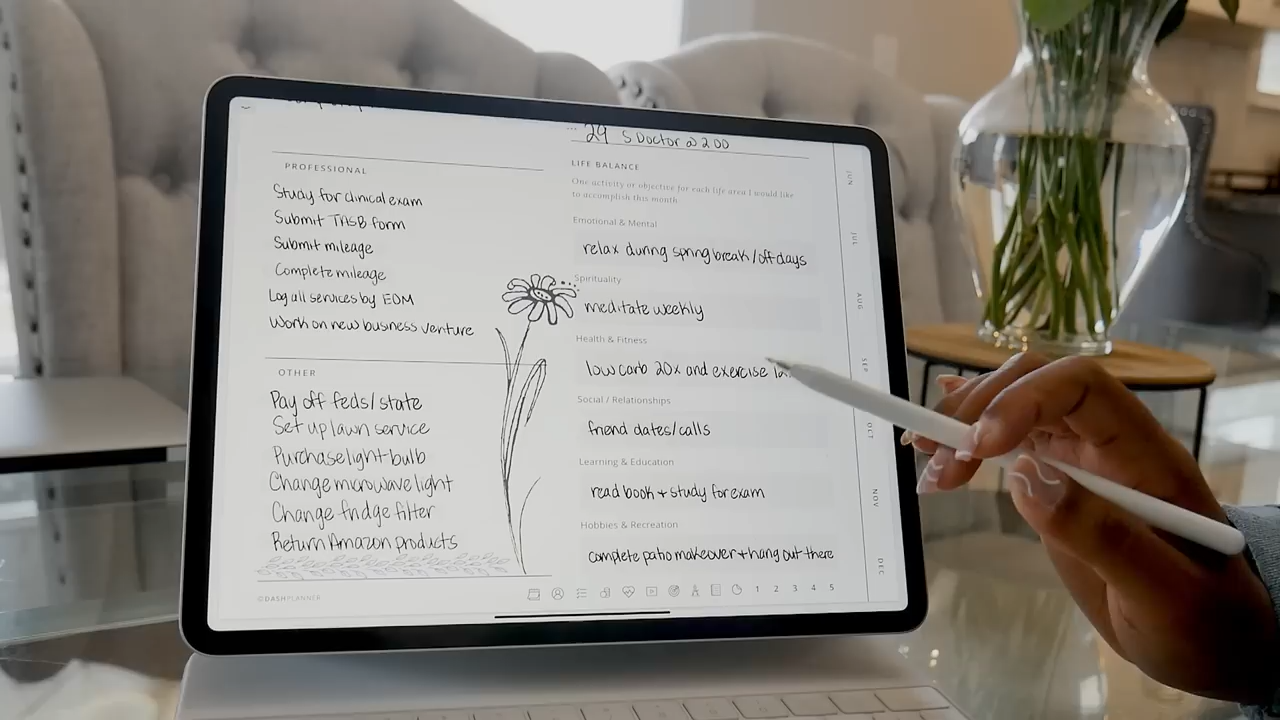 PROFESSIONAL
Study for clinical exam
Submit TASB form
Submit mileage
Complete mileage
Log all services by EOM
Work on new business venture
OTHER
Pay off feds/state
Set up lawn service
Purchase light bulb
Change microwave light
Change fridge filter
Return Amazon products
©DASHPLANNER
29 S Doctor @ 2:00
LIFE BALANCE
One activity or objective for each life area I would like
to accomplish this month.
Emotional & Mental
relax during spring break/off days
Spirituality
meditate weekly
Health & Fitness
low carb 20x and exercise
Social / Relationships
friend dates/calls
Learning & Education
read book + study for exam
Hobbies & Recreation
complete patio makeover + hang out there
1 2 3 4 5
JUN
JUL
AUG
SEP
OCT
NOV
DEC